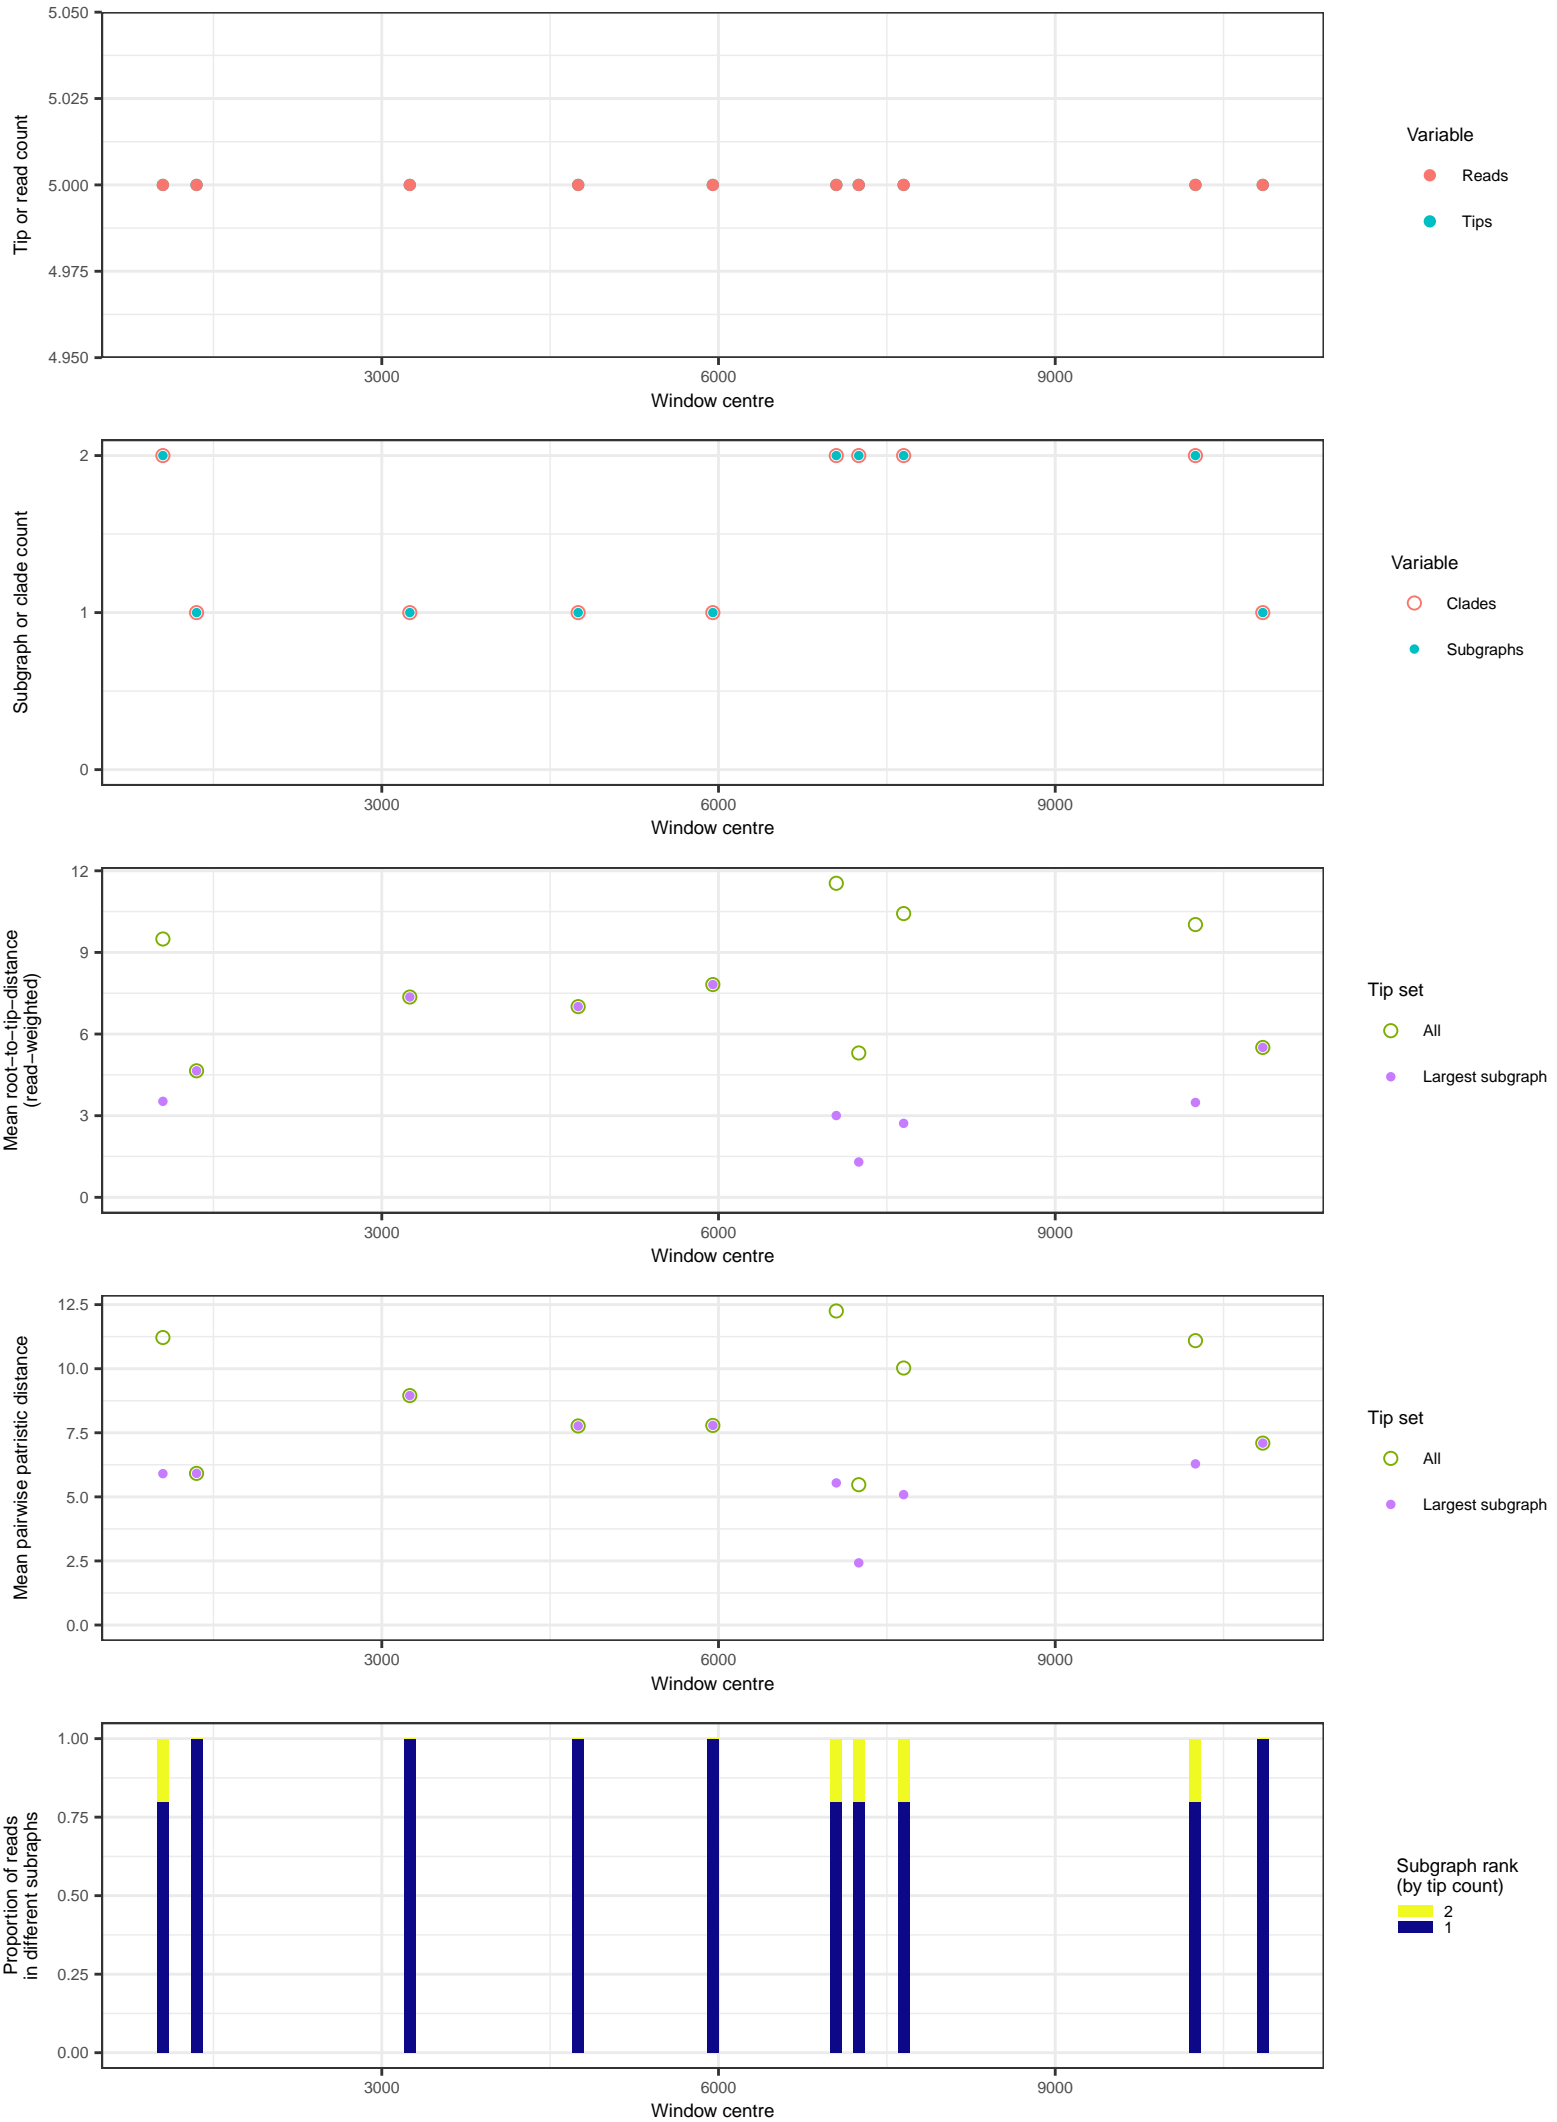 5.050
5.025
5.000
4.975
4.950
Tip or read count
3000
6000
9000
Window centre
Variable
Reads
Tips
2
1
0
Subgraph or clade count
3000
6000
9000
Window centre
Variable
Clades
Subgraphs
12
9
6
3
0
Mean root−to−tip−distance
(read−weighted)
3000
6000
9000
Window centre
Tip set
All
Largest subgraph
12.5
10.0
7.5
5.0
2.5
0.0
Mean pairwise patristic distance
3000
6000
9000
Window centre
Tip set
All
Largest subgraph
1.00
0.75
0.50
0.25
0.00
Proportion of reads
in different subraphs
3000
6000
9000
Window centre
Subgraph rank
(by tip count)
2
1